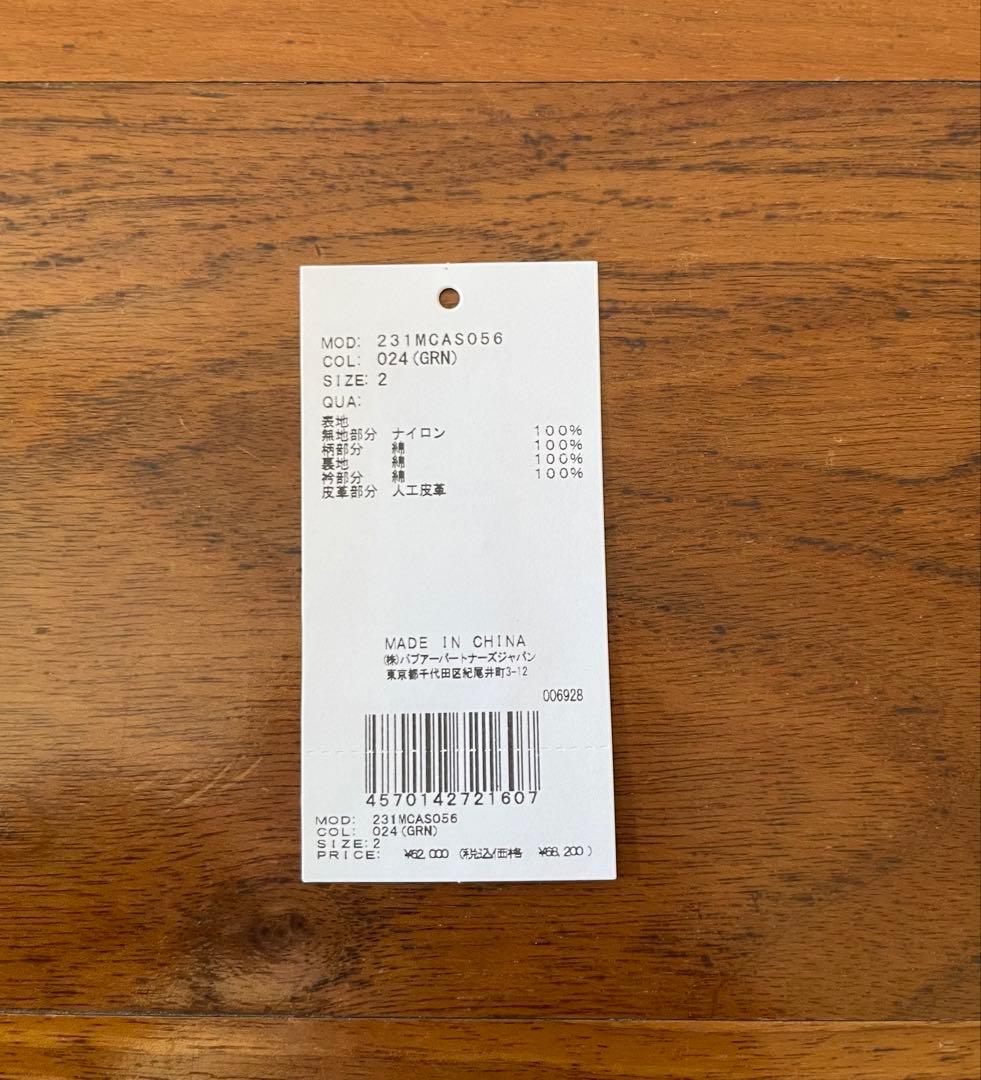 MOD: 231MCAS056
COL: 024(GRN)
SIZE: 2
QUA:
表地
無地部分 ナイロン 100%
柄部分 綿 100%
裏地 綿 100%
衿部分 綿 100%
皮革部分 人工皮革
MADE IN CHINA
(株)バブアーパートナーズジャパン
東京都千代田区紀尾井町3-12
006928
4570142721607
MOD: 231MCAS056
COL: 024(GRN)
SIZE: 2
PRICE: ¥62,000 (税込価格 ¥68,200)